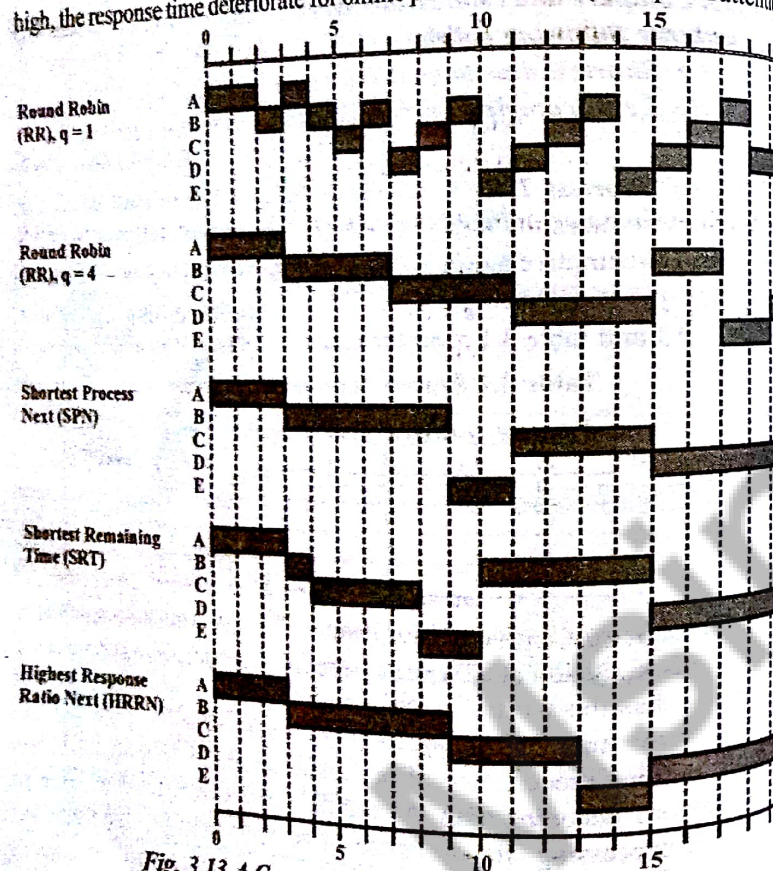 high, the response time deteriorate for
0 5 10 15
Round Robin
(RR), q = 1
A
B
C
D
E
Round Robin
(RR), q = 4
A
B
C
D
E
Shortest Process
Next (SPN)
A
B
C
D
E
Shortest Remaining
Time (SRT)
A
B
C
D
E
Highest Response
Ratio Next (HRRN)
A
B
C
D
E
0 5 10 15
Fig. 3.13